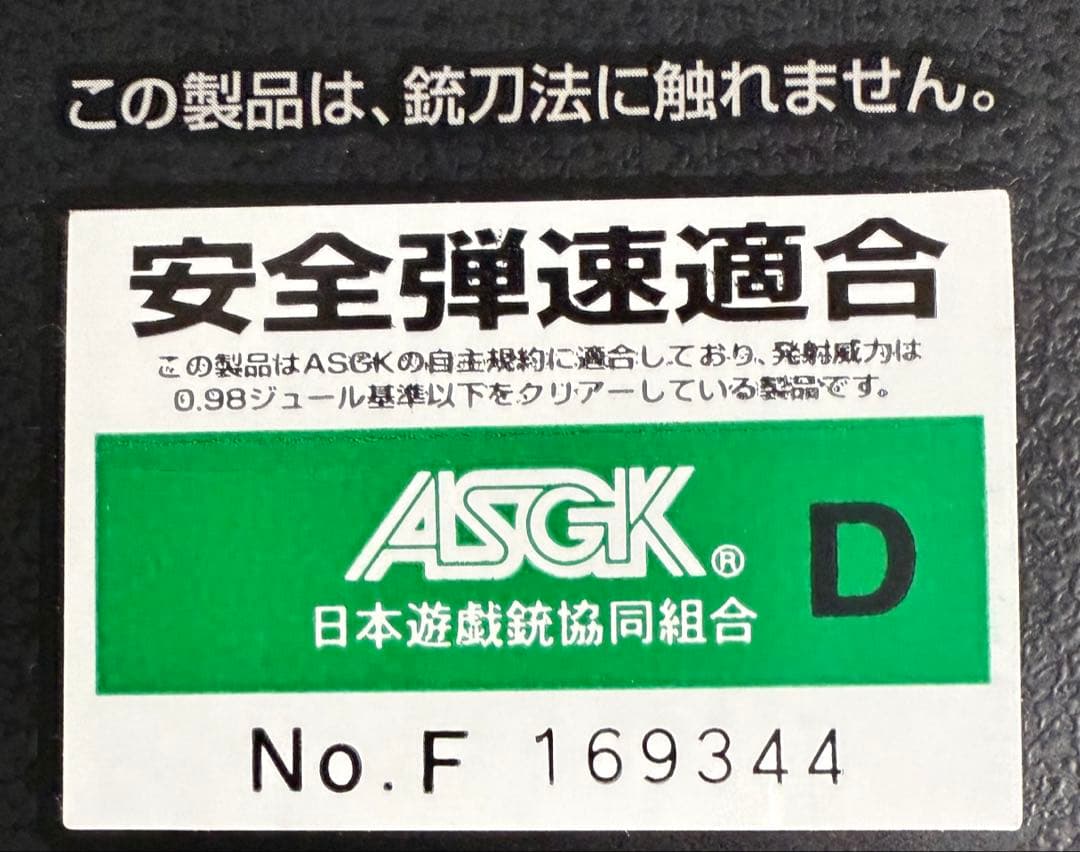 この製品は、銃刀法に触れません。
安全弾速適合
この製品はASGKの自主規約に適合しており、発射威力は
0.98ジュール基準以下をクリアーしている製品です。
ASGK® D
日本遊戯銃協同組合
No. F 169344